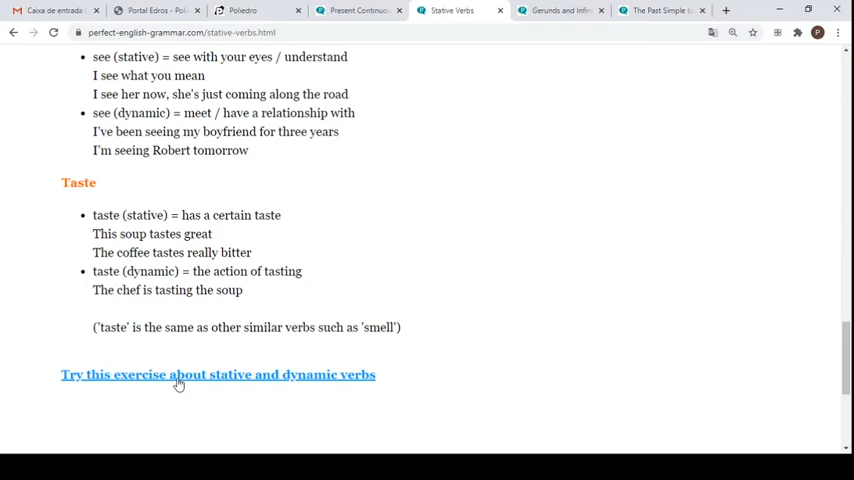 Caixa de entrada (
Portal Edros - Poli
Poliedro
Present Continuou
Stative Verbs
Gerunds and Infin
The Past Simple (o
perfect-english-grammar.com/stative-verbs.html
P
• see (stative) = see with your eyes / understand
I see what you mean
I see her now, she's just coming along the road
• see (dynamic) = meet / have a relationship with
I've been seeing my boyfriend for three years
I'm seeing Robert tomorrow
Taste
• taste (stative) = has a certain taste
This soup tastes great
The coffee tastes really bitter
• taste (dynamic) = the action of tasting
The chef is tasting the soup
('taste' is the same as other similar verbs such as 'smell')
Try this exercise about stative and dynamic verbs